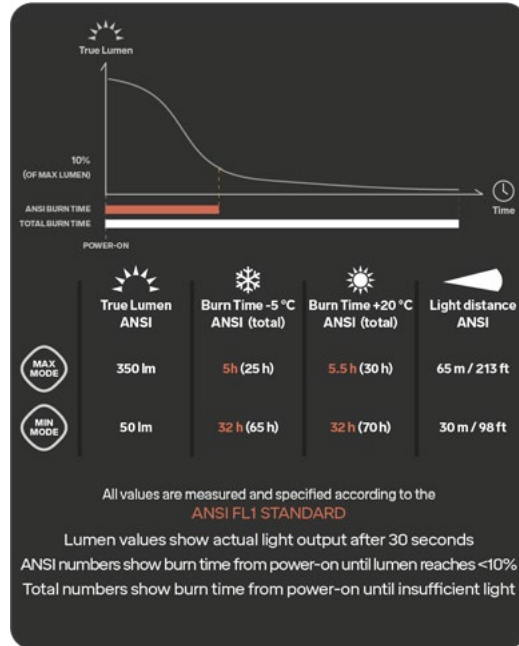 True Lumen
10%
(OF MAX LUMEN)
ANSI BURN TIME
TOTAL BURN TIME
Time
POWER-ON
True Lumen
ANSI
Burn Time -5 °C
ANSI (total)
Burn Time +20 °C
ANSI (total)
Light distance
ANSI
MAX
MODE
350 lm
5h (25 h)
5.5 h (30 h)
65 m / 213 ft
MIN
MODE
50 lm
32 h (65 h)
32 h (70 h)
30 m / 98 ft
All values are measured and specified according to the
ANSI FL1 STANDARD
Lumen values show actual light output after 30 seconds
ANSI numbers show burn time from power-on until lumen reaches <10%
Total numbers show burn time from power-on until insufficient light